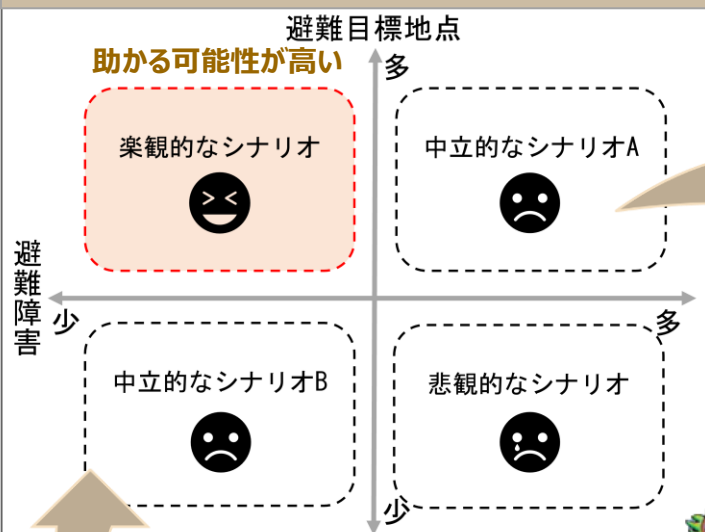 避難目標地点
助かる可能性が高い
多
楽観的なシナリオ
中立的なシナリオA
避難障害
少
多
中立的なシナリオB
悲観的なシナリオ
少